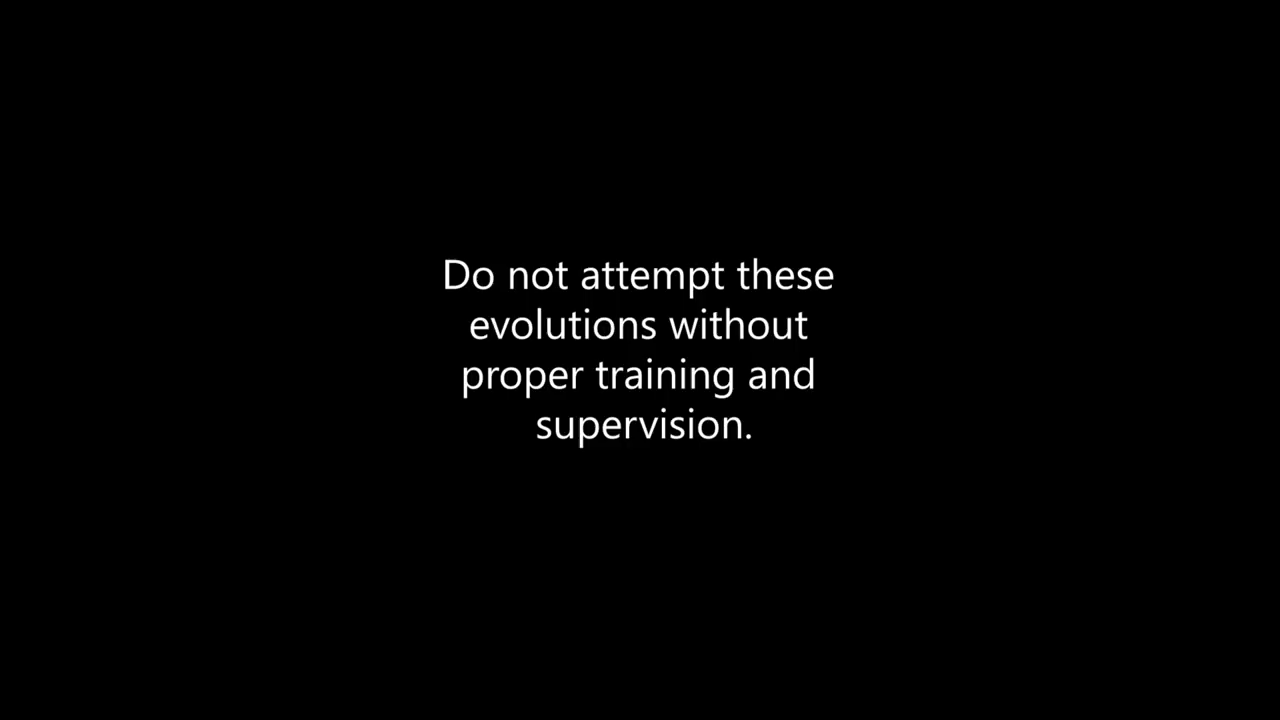 Do not attempt these
evolutions without
proper training and
supervision.